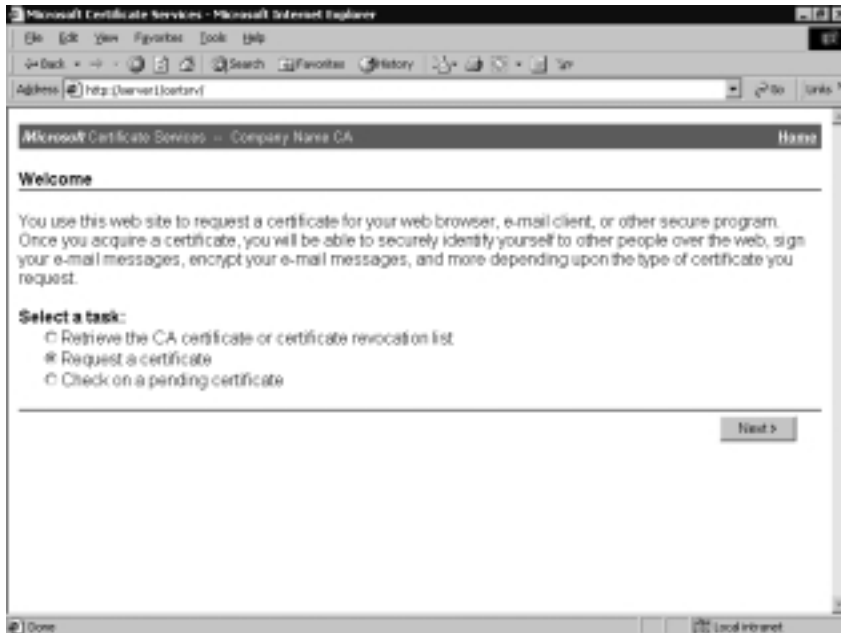 Microsoft Certificate Services - Microsoft Internet Explorer
File Edit View Favorites Tools Help
Back Search Favorites History
Address http://server1/certsrv/ Go Links
Microsoft Certificate Services -- Company Name CA Home
Welcome
You use this web site to request a certificate for your web browser, e-mail client, or other secure program.
Once you acquire a certificate, you will be able to securely identify yourself to other people over the web, sign
your e-mail messages, encrypt your e-mail messages, and more depending upon the type of certificate you
request.
Select a task:
Retrieve the CA certificate or certificate revocation list
Request a certificate
Check on a pending certificate
Next >
Done Local intranet